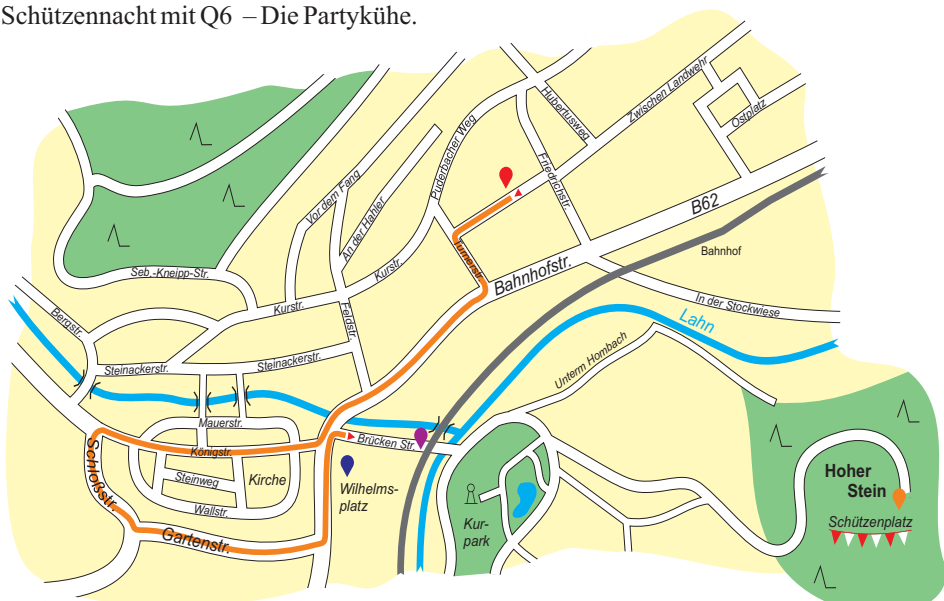 Schützennacht mit Q6 – Die Partykühe.
Zwischen Landwehr
Hubertusweg
Ostplatz
Puderbacher Weg
Friedrichstr.
Vor dem Fang
An der Hahler
B62
Turnerstr.
Bahnhof
Bahnhofstr.
Seb.-Kneipp-Str.
Kurstr.
Kurstr.
In der Stockwiese
Lahn
Bergstr.
Feldstr.
Steinackerstr.
Steinackerstr.
Unterm Hombach
Mauerstr.
Brücken Str.
Königstr.
Schloßstr.
Steinweg
Kirche
Wilhelms-
platz
Wallstr.
Gartenstr.
Kur-
park
Hoher
Stein
Schützenplatz